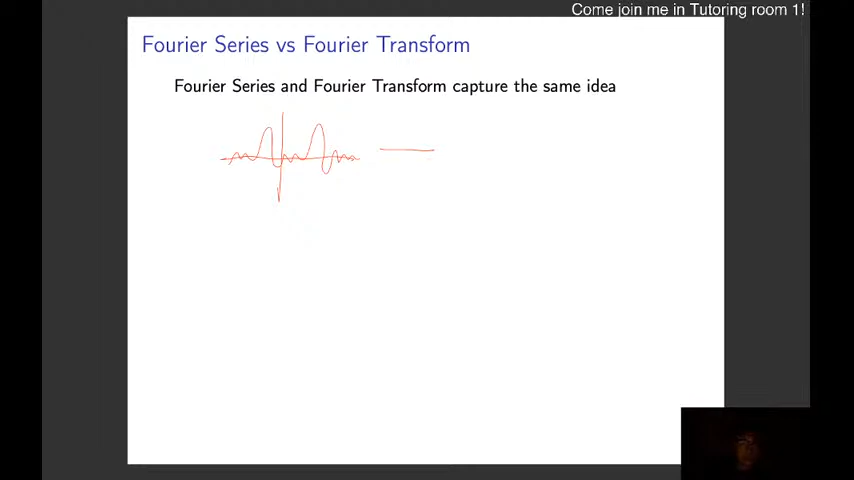 Come join me in Tutoring room 1!
Fourier Series vs Fourier Transform
Fourier Series and Fourier Transform capture the same idea